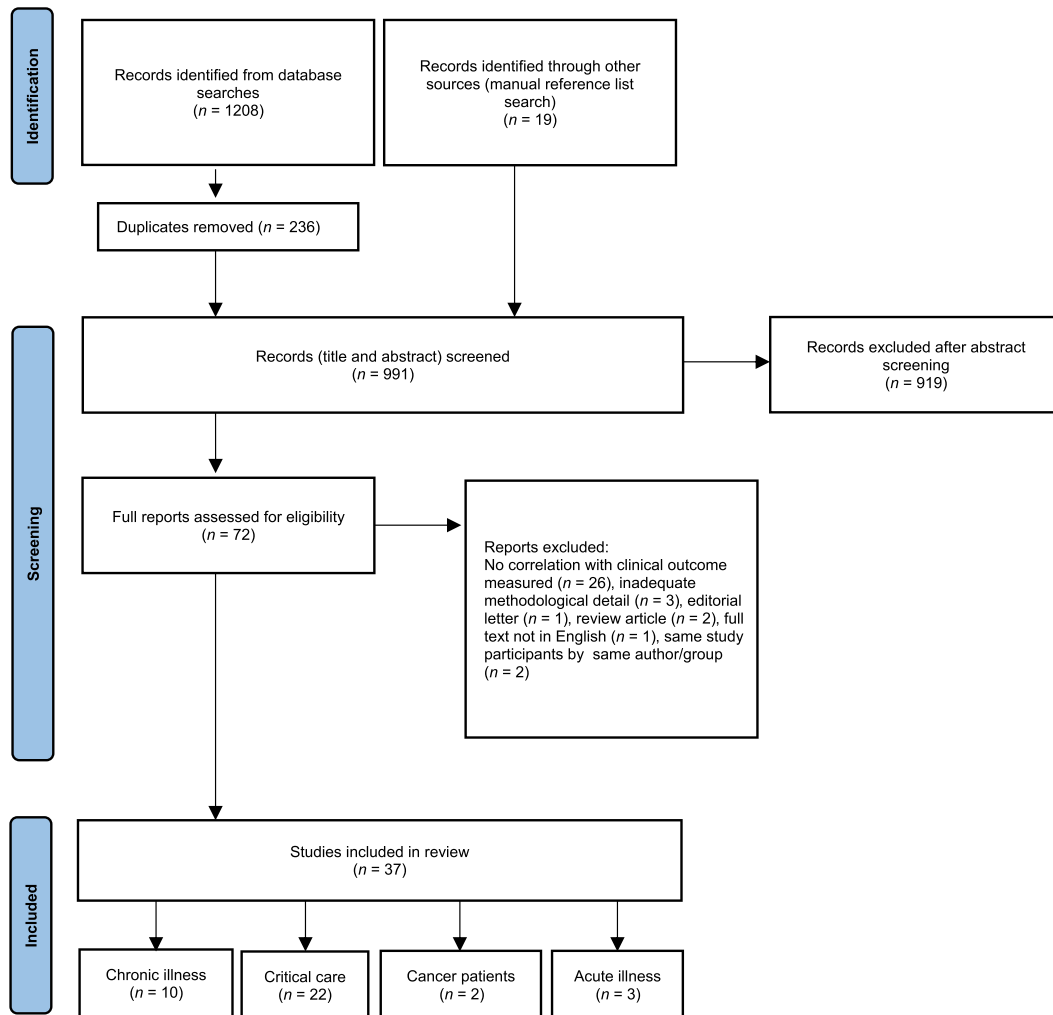 Identification
Records identified from database
searches
(n = 1208)
Records identified through other
sources (manual reference list
search)
(n = 19)
Duplicates removed (n = 236)
Screening
Records (title and abstract) screened
(n = 991)
Records excluded after abstract
screening
(n = 919)
Full reports assessed for eligibility
(n = 72)
Reports excluded:
No correlation with clinical outcome
measured (n = 26), inadequate
methodological detail (n = 3), editorial
letter (n = 1), review article (n = 2), full
text not in English (n = 1), same study
participants by same author/group
(n = 2)
Included
Studies included in review
(n = 37)
Chronic illness
(n = 10)
Critical care
(n = 22)
Cancer patients
(n = 2)
Acute illness
(n = 3)